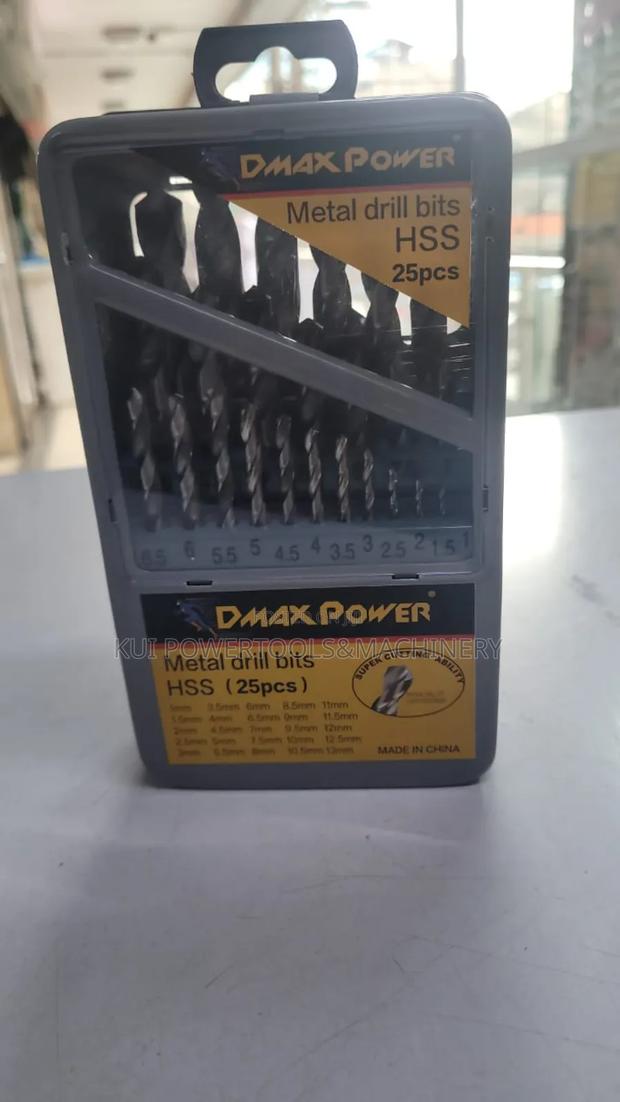 DMAX POWER
Metal drill bits
HSS
25pcs
6.5 6 5.5 5 4.5 4 3.5 3 2.5 2 1.5 1
DMAX POWER
KUI POWERTOOLS&MACHINERY
Metal drill bits
HSS (25pcs)
SUPER CUTTING ABILITY
1mm 3.5mm 6mm 8.5mm 11mm
1.5mm 4mm 6.5mm 9mm 11.5mm
2mm 4.5mm 7mm 9.5mm 12mm
2.5mm 5mm 7.5mm 10mm 12.5mm
3mm 5.5mm 8mm 10.5mm 13mm
MADE IN CHINA